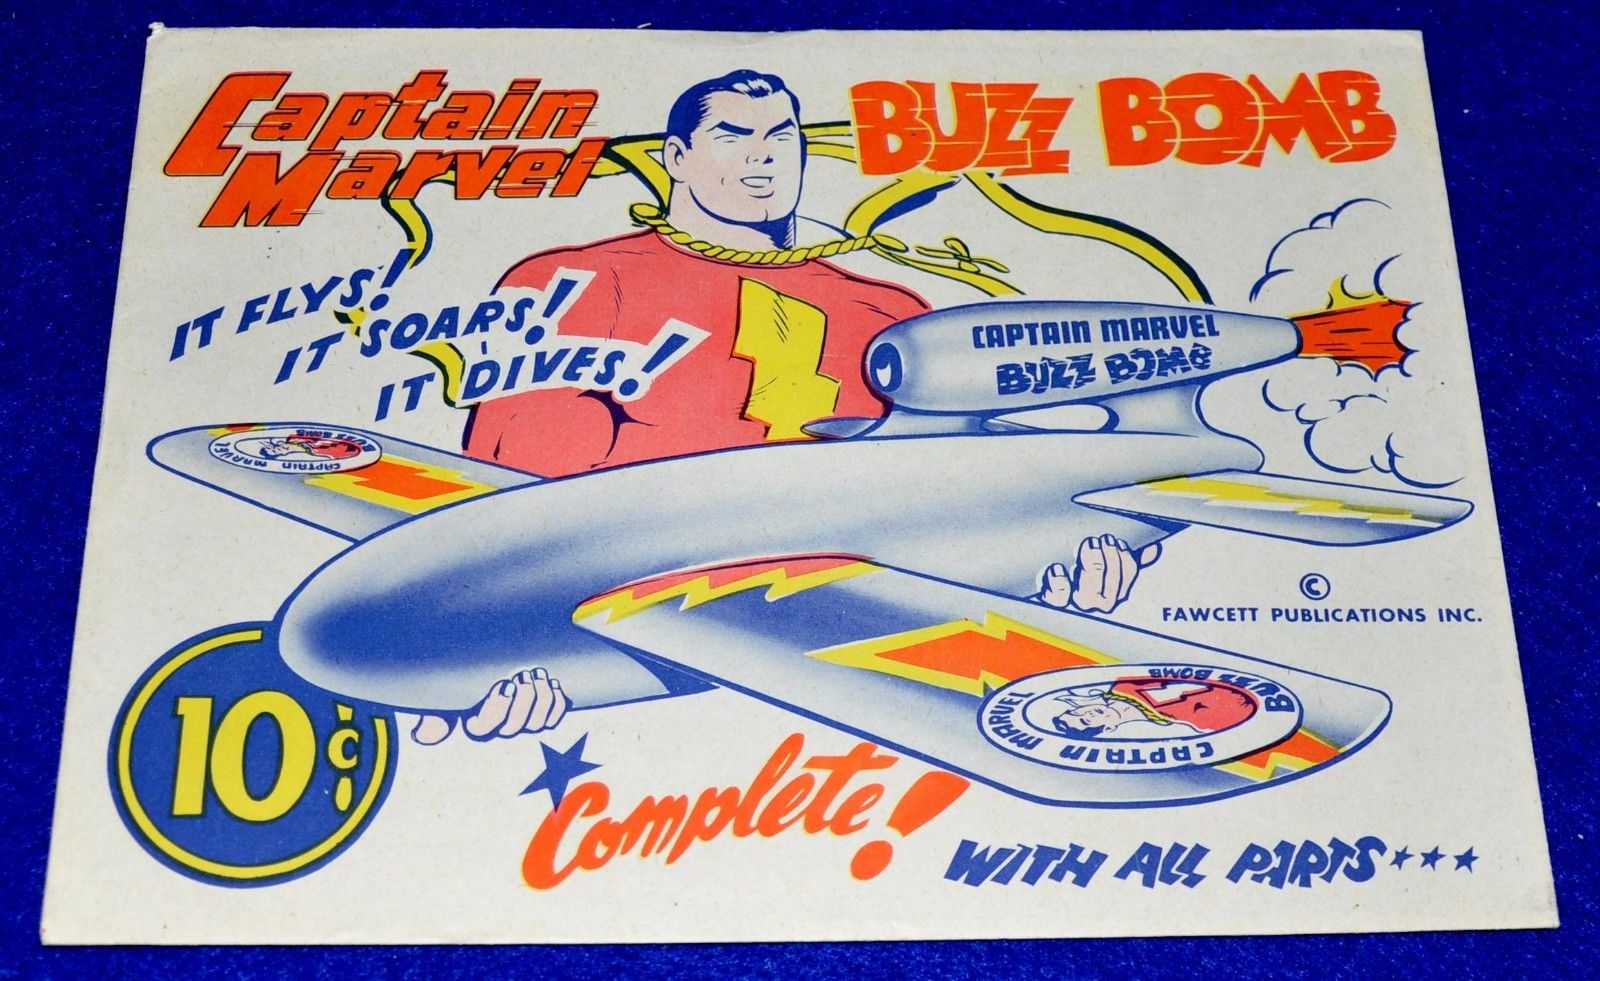 Captain
Marvel
BUZZ BOMB
IT FLYS!
IT SOARS!
IT DIVES!
CAPTAIN MARVEL
BUZZ BOMB
CAPTAIN MARVEL
BUZZ BOMB
©
FAWCETT PUBLICATIONS INC.
CAPTAIN MARVEL
BUZZ BOMB
10¢
Complete!
WITH ALL PARTS